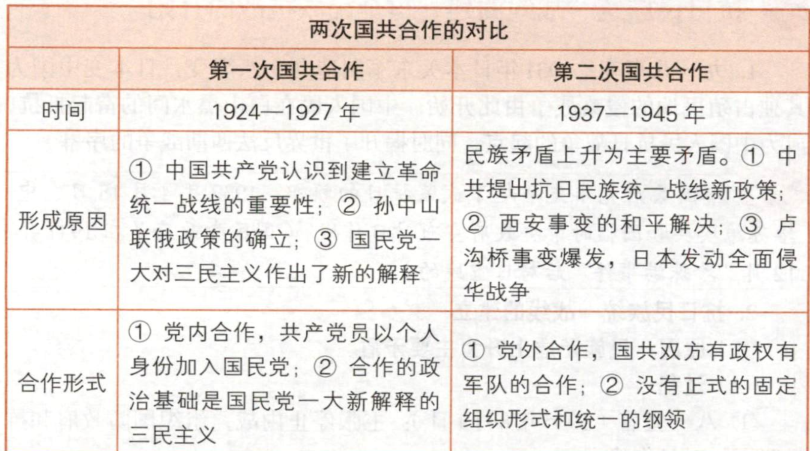 两次国共合作的对比
第一次国共合作
第二次国共合作
时间
1924—1927 年
1937—1945 年
形成原因
① 中国共产党认识到建立革命
统一战线的重要性；② 孙中山
联俄政策的确立；③ 国民党一
大对三民主义作出了新的解释
民族矛盾上升为主要矛盾。① 中
共提出抗日民族统一战线新政策；
② 西安事变的和平解决；③ 卢
沟桥事变爆发，日本发动全面侵
华战争
合作形式
① 党内合作，共产党员以个人
身份加入国民党；② 合作的政
治基础是国民党一大新解释的
三民主义
① 党外合作，国共双方有政权有
军队的合作；② 没有正式的固定
组织形式和统一的纲领